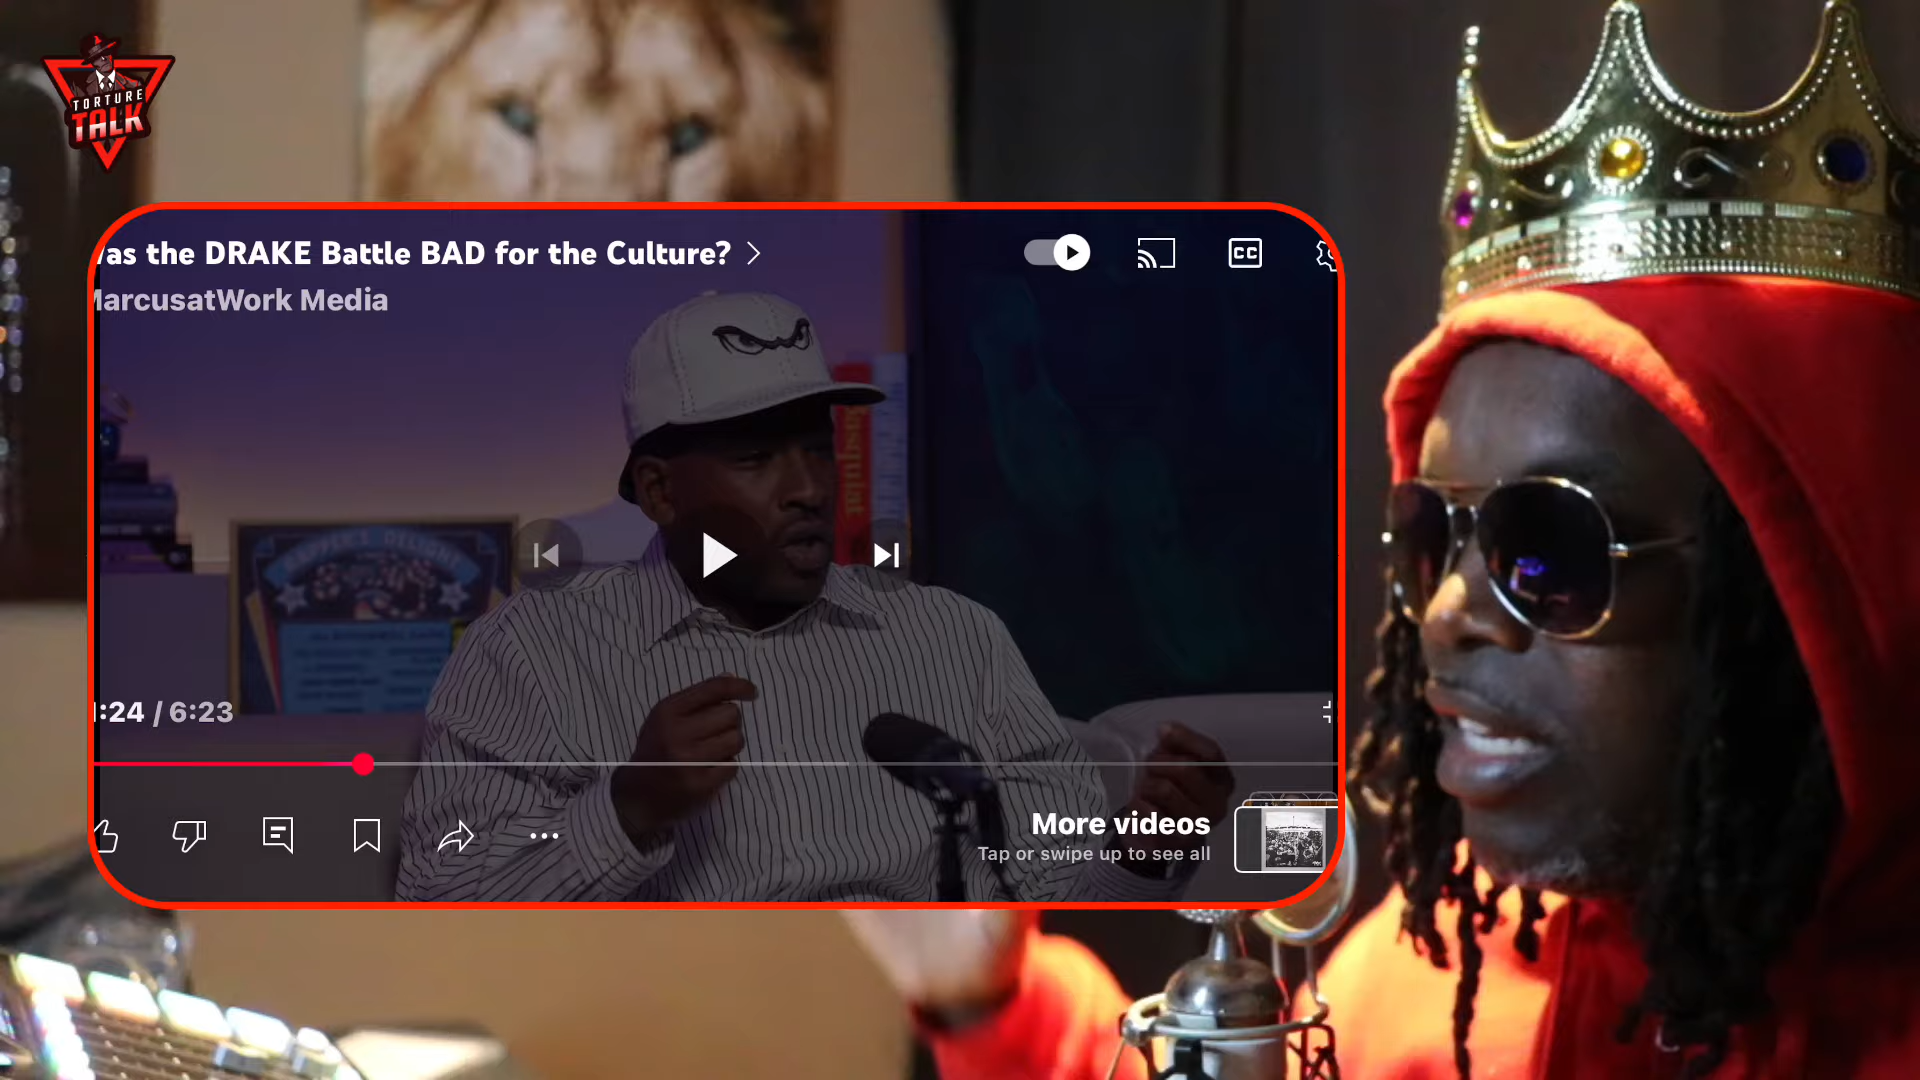 TORTURE
TALK
as the DRAKE Battle BAD for the Culture?
arcusatWork Media
CC
:24 / 6:23
More videos
Tap or swipe up to see all